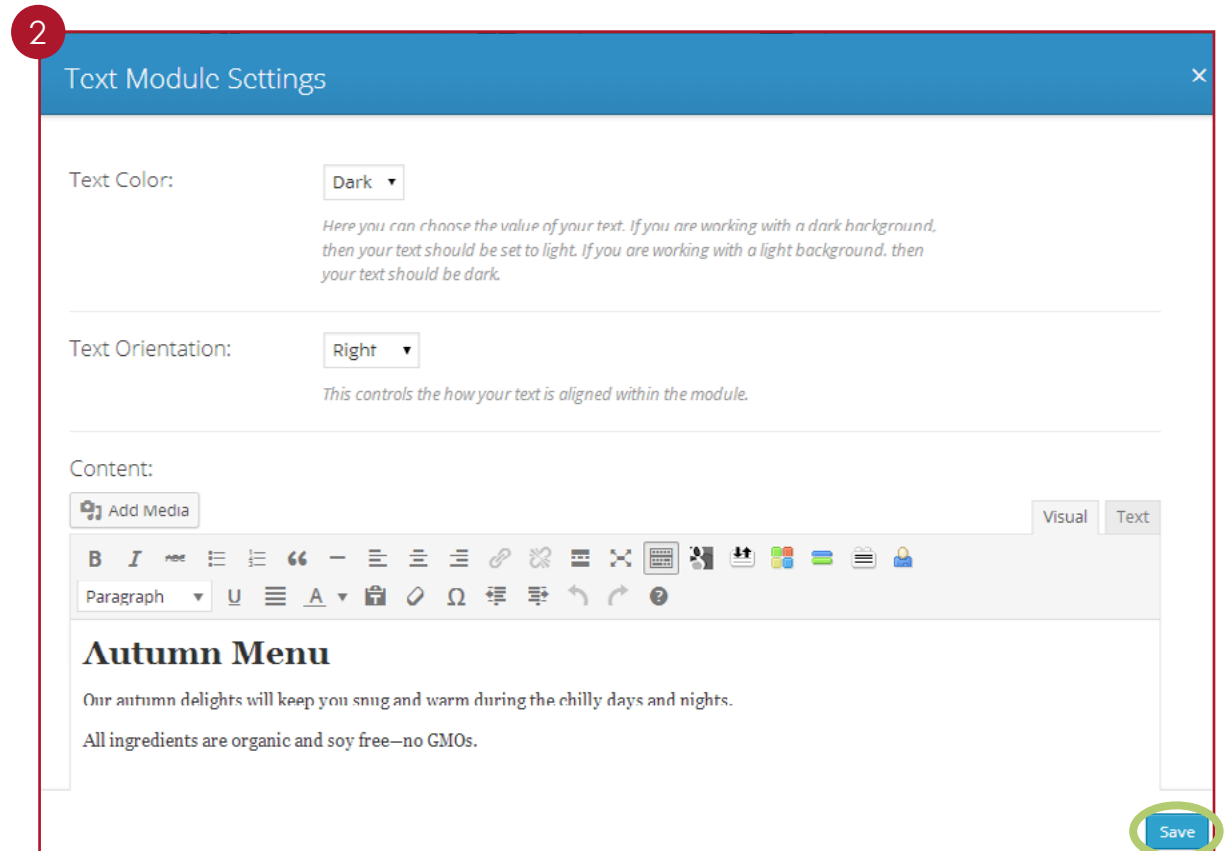 2
Text Module Settings
×
Text Color:
Dark
Here you can choose the value of your text. If you are working with a dark background,
then your text should be set to light. If you are working with a light background, then
your text should be dark.
Text Orientation:
Right
This controls the how your text is aligned within the module.
Content:
Add Media
Visual Text
B I ABC
Paragraph U A T Ω ?
Autumn Menu
Our autumn delights will keep you snug and warm during the chilly days and nights.
All ingredients are organic and soy free—no GMOs.
Save